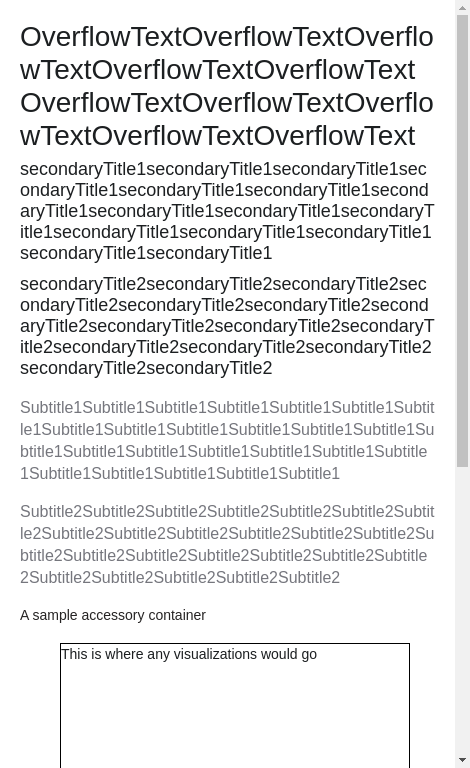 OverflowTextOverflowTextOverflo
wTextOverflowTextOverflowText
OverflowTextOverflowTextOverflo
wTextOverflowTextOverflowText
secondaryTitle1secondaryTitle1secondaryTitle1sec
ondaryTitle1secondaryTitle1secondaryTitle1second
aryTitle1secondaryTitle1secondaryTitle1secondaryT
itle1secondaryTitle1secondaryTitle1secondaryTitle1
secondaryTitle1secondaryTitle1
secondaryTitle2secondaryTitle2secondaryTitle2sec
ondaryTitle2secondaryTitle2secondaryTitle2second
aryTitle2secondaryTitle2secondaryTitle2secondaryT
itle2secondaryTitle2secondaryTitle2secondaryTitle2
secondaryTitle2secondaryTitle2
Subtitle1Subtitle1Subtitle1Subtitle1Subtitle1Subtitle1Subtit
le1Subtitle1Subtitle1Subtitle1Subtitle1Subtitle1Subtitle1Su
btitle1Subtitle1Subtitle1Subtitle1Subtitle1Subtitle1Subtitle
1Subtitle1Subtitle1Subtitle1Subtitle1Subtitle1
Subtitle2Subtitle2Subtitle2Subtitle2Subtitle2Subtitle2Subtit
le2Subtitle2Subtitle2Subtitle2Subtitle2Subtitle2Subtitle2Su
btitle2Subtitle2Subtitle2Subtitle2Subtitle2Subtitle2Subtitle
2Subtitle2Subtitle2Subtitle2Subtitle2Subtitle2
A sample accessory container
This is where any visualizations would go